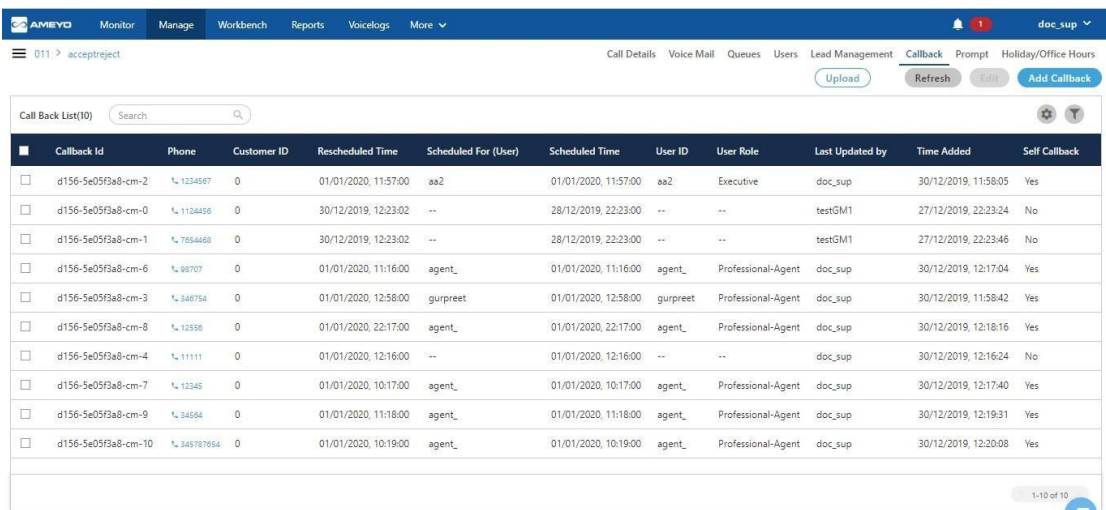 AMEYO Monitor Manage Workbench Reports Voicelogs More 1 doc_sup
011 > acceptreject Call Details Voice Mail Queues Users Lead Management Callback Prompt Holiday/Office Hours
Upload Refresh Edit Add Callback
Call Back List(10) Search
Callback Id Phone Customer ID Rescheduled Time Scheduled For (User) Scheduled Time User ID User Role Last Updated by Time Added Self Callback
d156-5e05f3a8-cm-2 1234567 0 01/01/2020, 11:57:00 aa2 01/01/2020, 11:57:00 aa2 Executive doc_sup 30/12/2019, 11:58:05 Yes
d156-5e05f3a8-cm-0 1124456 0 30/12/2019, 12:23:02 -- 28/12/2019, 22:23:00 -- -- testGM1 27/12/2019, 22:23:24 No
d156-5e05f3a8-cm-1 7654468 0 30/12/2019, 12:23:02 -- 28/12/2019, 22:23:00 -- -- testGM1 27/12/2019, 22:23:46 No
d156-5e05f3a8-cm-6 98707 0 01/01/2020, 11:16:00 agent_ 01/01/2020, 11:16:00 agent_ Professional-Agent doc_sup 30/12/2019, 12:17:04 Yes
d156-5e05f3a8-cm-3 346754 0 01/01/2020, 12:58:00 gurpreet 01/01/2020, 12:58:00 gurpreet Professional-Agent doc_sup 30/12/2019, 11:58:42 Yes
d156-5e05f3a8-cm-8 12556 0 01/01/2020, 22:17:00 agent_ 01/01/2020, 22:17:00 agent_ Professional-Agent doc_sup 30/12/2019, 12:18:16 Yes
d156-5e05f3a8-cm-4 11111 0 01/01/2020, 12:16:00 -- 01/01/2020, 12:16:00 -- -- doc_sup 30/12/2019, 12:16:24 No
d156-5e05f3a8-cm-7 12345 0 01/01/2020, 10:17:00 agent_ 01/01/2020, 10:17:00 agent_ Professional-Agent doc_sup 30/12/2019, 12:17:40 Yes
d156-5e05f3a8-cm-9 34564 0 01/01/2020, 11:18:00 agent_ 01/01/2020, 11:18:00 agent_ Professional-Agent doc_sup 30/12/2019, 12:19:31 Yes
d156-5e05f3a8-cm-10 345787654 0 01/01/2020, 10:19:00 agent_ 01/01/2020, 10:19:00 agent_ Professional-Agent doc_sup 30/12/2019, 12:20:08 Yes
1-10 of 10